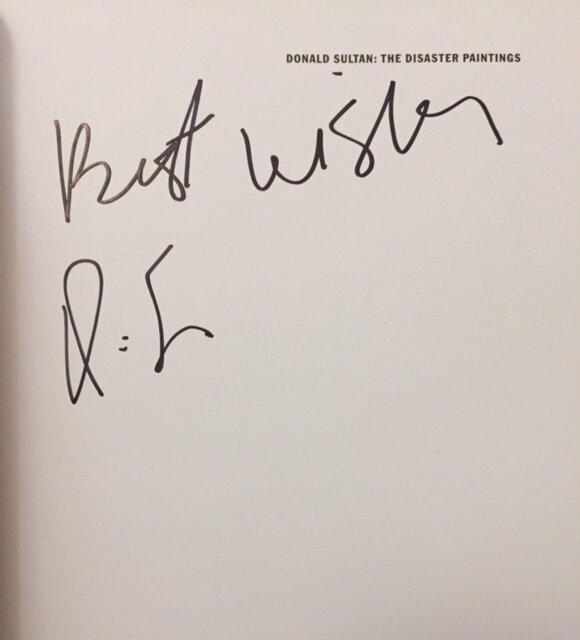 DONALD SULTAN: THE DISASTER PAINTINGS
Best Wishes
D:S